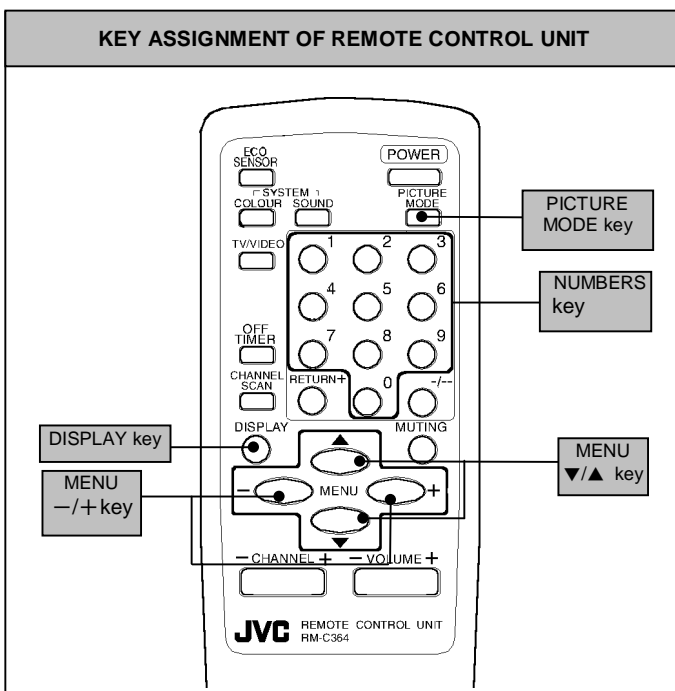 KEY ASSIGNMENT OF REMOTE CONTROL UNIT
ECO
SENSOR
POWER
SYSTEM
COLOUR SOUND
PICTURE
MODE
PICTURE
MODE key
TV/VIDEO
1 2 3
NUMBERS
key
4 5 6
OFF
TIMER
7 8 9
CHANNEL
SCAN
RETURN+ 0 -/--
DISPLAY MUTING
DISPLAY key
▲
MENU
▼/▲ key
MENU
－/＋key
- MENU +
▼
- CHANNEL + - VOLUME +
JVC REMOTE CONTROL UNIT
RM-C364